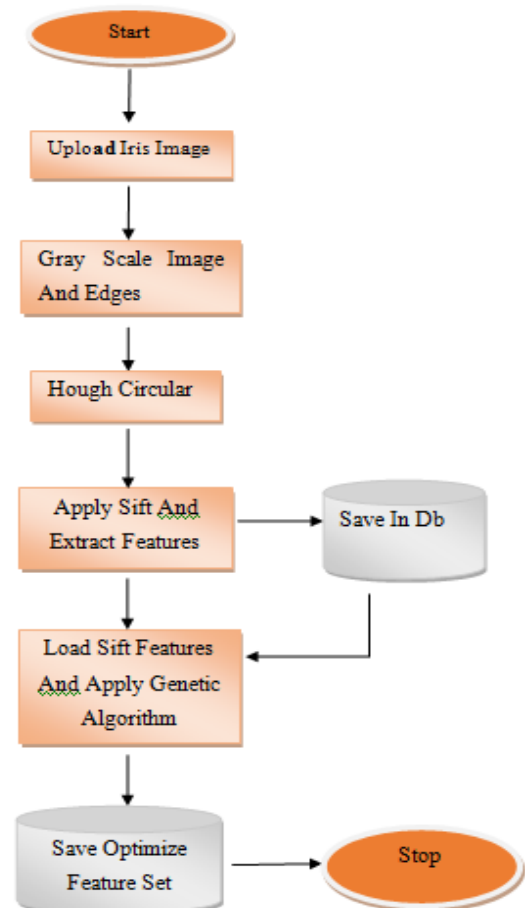 Start
Upload Iris Image
Gray Scale Image
And Edges
Hough Circular
Apply Sift And
Extract Features
Save In Db
Load Sift Features
And Apply Genetic
Algorithm
Save Optimize
Feature Set
Stop